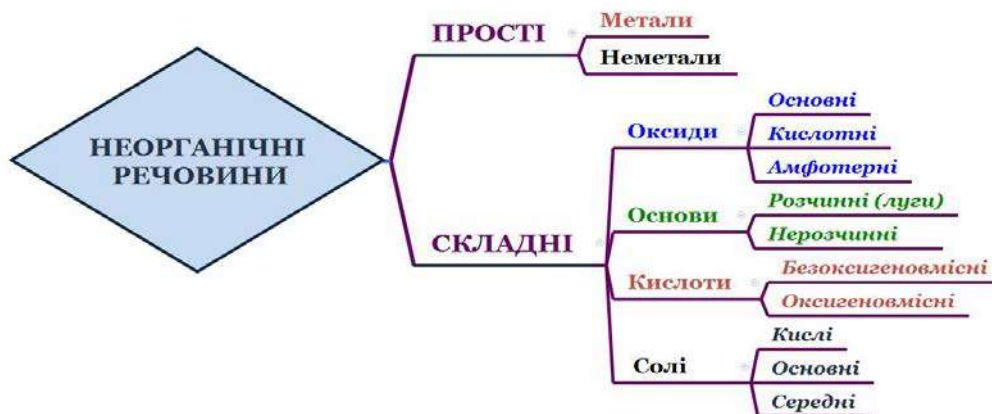 НЕОРГАНІЧНІ
РЕЧОВИНИ
ПРОСТІ
Метали
Неметали
СКЛАДНІ
Оксиди
Основні
Кислотні
Амфотерні
Основи
Розчинні (луги)
Нерозчинні
Кислоти
Безоксигеновмісні
Оксигеновмісні
Солі
Кислі
Основні
Середні